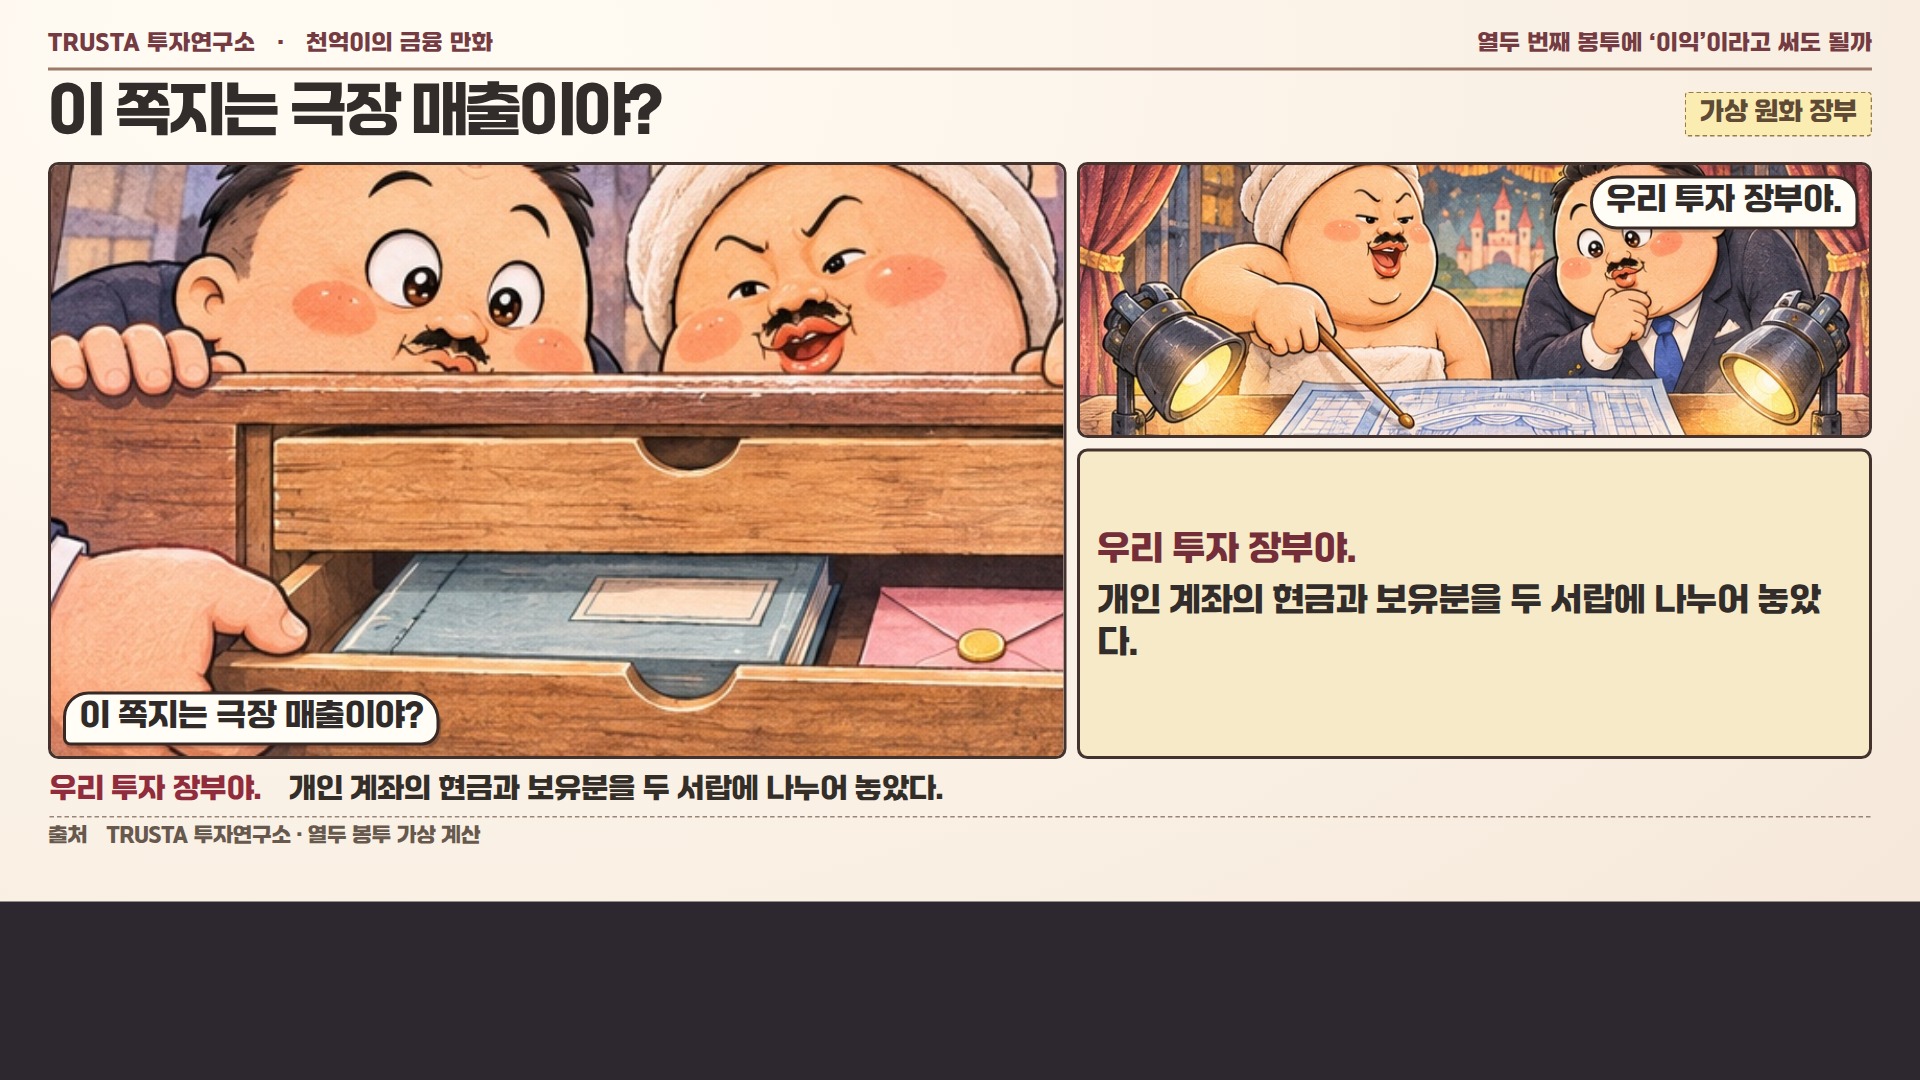 TRUSTA 투자연구소 · 천억이의 금융 만화
열두 번째 봉투에 ‘이익’이라고 써도 될까
이 쪽지는 극장 매출이야?
가상 원화 장부
우리 투자 장부야.
이 쪽지는 극장 매출이야?
우리 투자 장부야.
개인 계좌의 현금과 보유분을 두 서랍에 나누어 놓았
다.
우리 투자 장부야. 개인 계좌의 현금과 보유분을 두 서랍에 나누어 놓았다.
출처 TRUSTA 투자연구소 · 열두 봉투 가상 계산